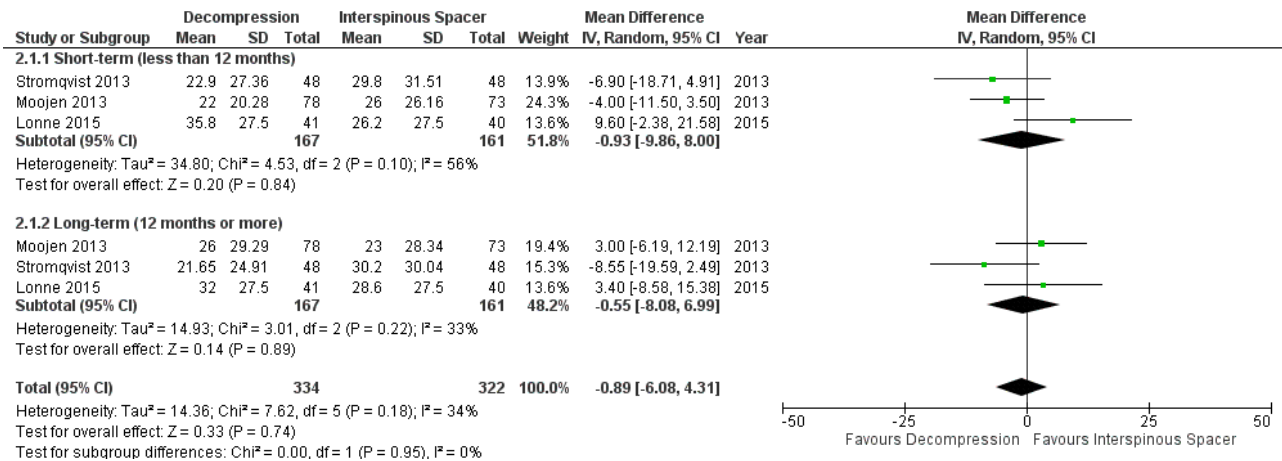 Decompression Interspinous Spacer Mean Difference Mean Difference
Study or Subgroup Mean SD Total Mean SD Total Weight IV, Random, 95% CI Year IV, Random, 95% CI
2.1.1 Short-term (less than 12 months)
Stromqvist 2013 22.9 27.36 48 29.8 31.51 48 13.9% -6.90 [-18.71, 4.91] 2013
Moojen 2013 22 20.28 78 26 26.16 73 24.3% -4.00 [-11.50, 3.50] 2013
Lonne 2015 35.8 27.5 41 26.2 27.5 40 13.6% 9.60 [-2.38, 21.58] 2015
Subtotal (95% CI) 167 161 51.8% -0.93 [-9.86, 8.00]
Heterogeneity: Tau² = 34.80; Chi² = 4.53, df = 2 (P = 0.10); I² = 56%
Test for overall effect: Z = 0.20 (P = 0.84)
2.1.2 Long-term (12 months or more)
Moojen 2013 26 29.29 78 23 28.34 73 19.4% 3.00 [-6.19, 12.19] 2013
Stromqvist 2013 21.65 24.91 48 30.2 30.04 48 15.3% -8.55 [-19.59, 2.49] 2013
Lonne 2015 32 27.5 41 28.6 27.5 40 13.6% 3.40 [-8.58, 15.38] 2015
Subtotal (95% CI) 167 161 48.2% -0.55 [-8.08, 6.99]
Heterogeneity: Tau² = 14.93; Chi² = 3.01, df = 2 (P = 0.22); I² = 33%
Test for overall effect: Z = 0.14 (P = 0.89)
Total (95% CI) 334 322 100.0% -0.89 [-6.08, 4.31]
Heterogeneity: Tau² = 14.36; Chi² = 7.62, df = 5 (P = 0.18); I² = 34%
Test for overall effect: Z = 0.33 (P = 0.74)
Test for subgroup differences: Chi² = 0.00, df = 1 (P = 0.95), I² = 0%
-50 -25 0 25 50
Favours Decompression Favours Interspinous Spacer